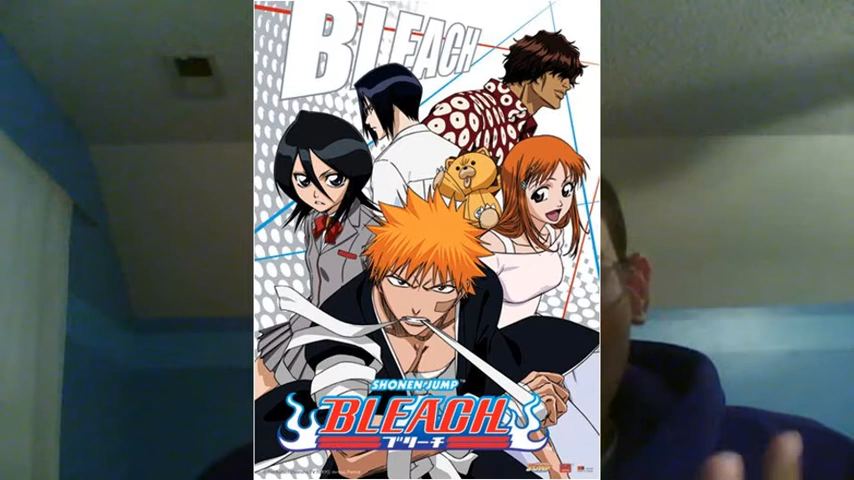 BLEACH
SHONEN JUMP
BLEACH
ブリーチ